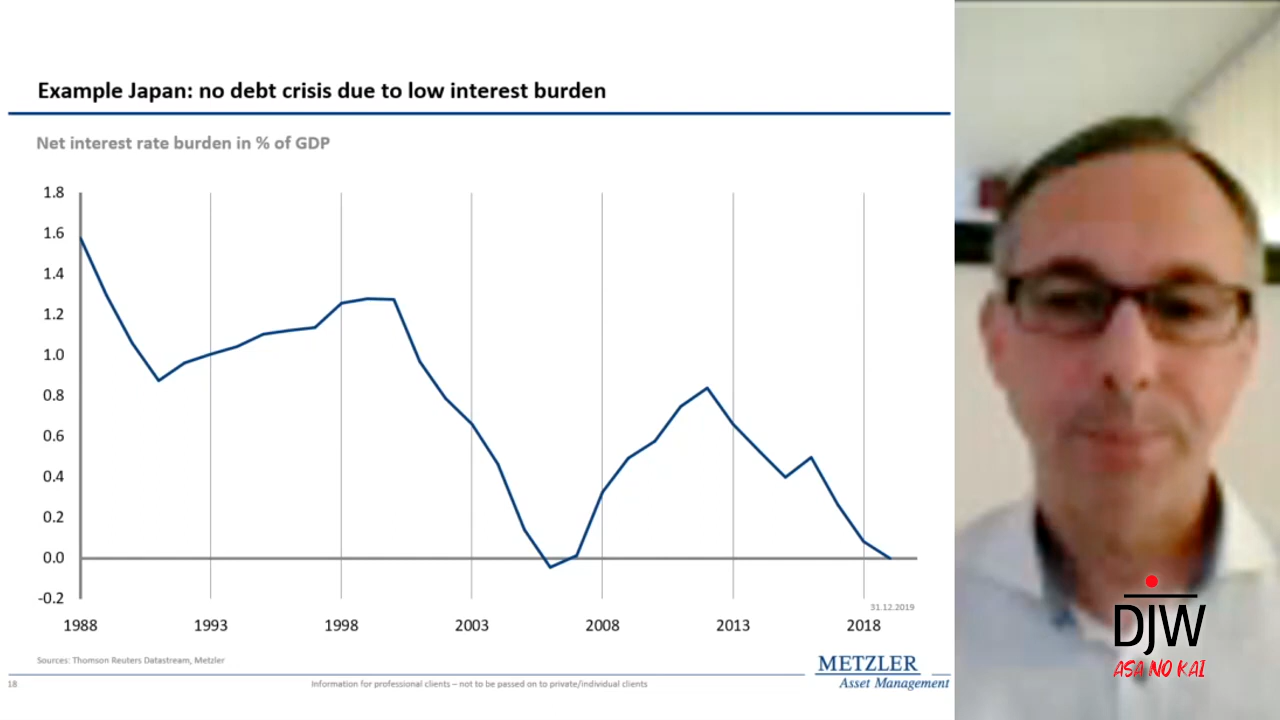 Example Japan: no debt crisis due to low interest burden
Net interest rate burden in % of GDP
1.8
1.6
1.4
1.2
1.0
0.8
0.6
0.4
0.2
0.0
-0.2
31.12.2019
1988 1993 1998 2003 2008 2013 2018
Sources: Thomson Reuters Datastream, Metzler
METZLER
Asset Management
18
Information for professional clients – not to be passed on to private/individual clients
DJW
ASA NO KAI